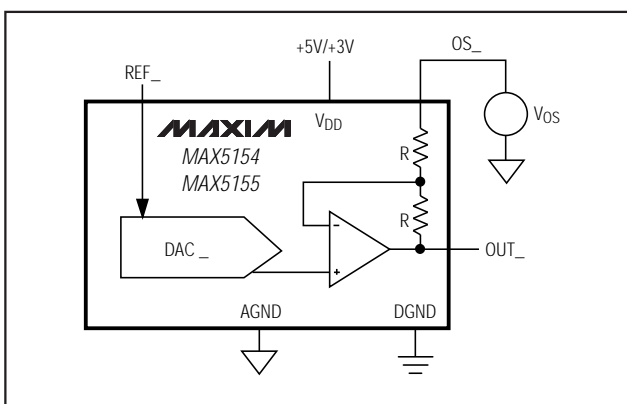 +5V/+3V
OS_
REF_
VDD
VOS
MAXIM
MAX5154
MAX5155
R
R
-
+
DAC _
OUT_
AGND
DGND